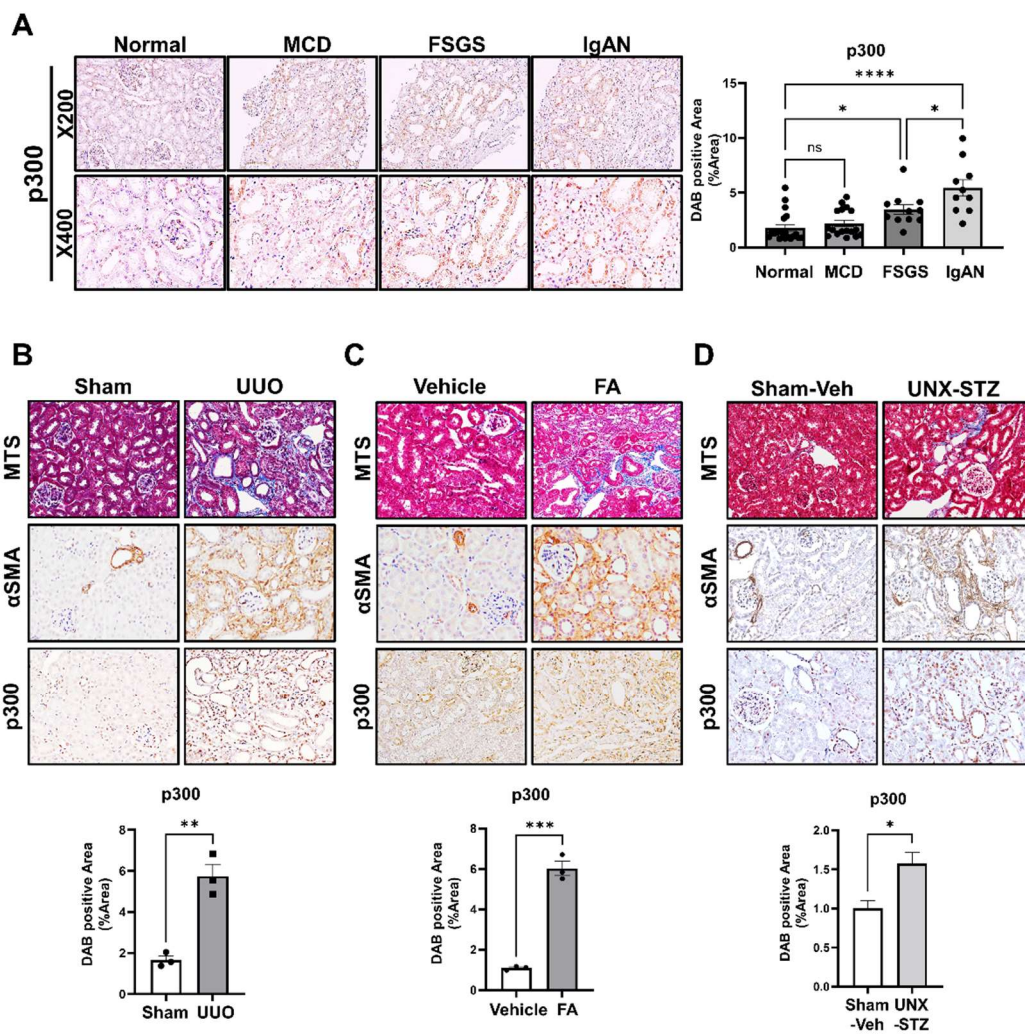 A
Normal MCD FSGS IgAN
p300
X200
X400
p300
DAB positive Area
(%Area)
15
10
5
0
****
*
*
ns
Normal MCD FSGS IgAN
B
Sham UUO
MTS
αSMA
p300
p300
DAB positive Area
(%Area)
8
6
4
2
0
**
Sham UUO
C
Vehicle FA
MTS
αSMA
p300
p300
DAB positive Area
(%Area)
8
6
4
2
0
***
Vehicle FA
D
Sham-Veh UNX-STZ
MTS
αSMA
p300
p300
DAB positive Area
(%Area)
2.0
1.5
1.0
0.5
0.0
*
Sham UNX
-Veh -STZ